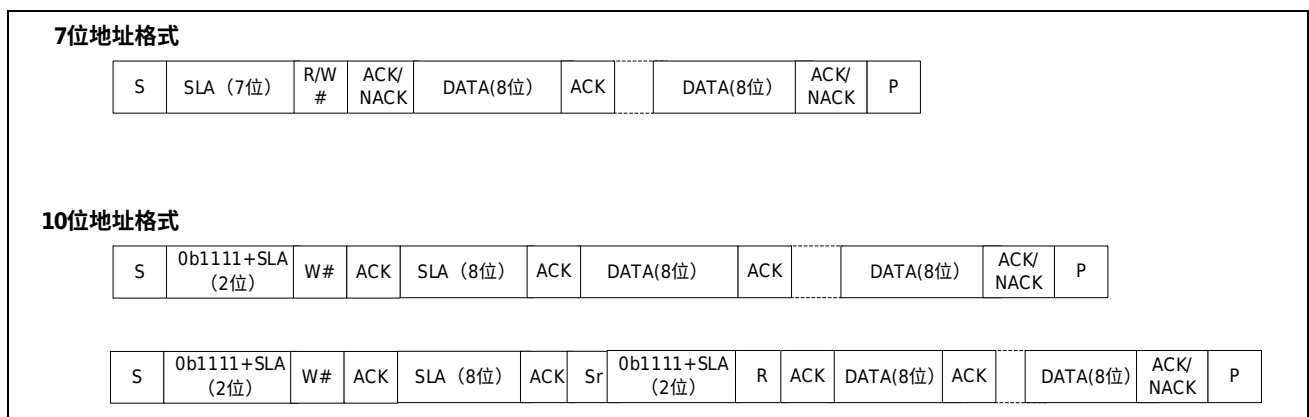 7位地址格式
S SLA（7位） R/W # ACK/ NACK DATA(8位) ACK DATA(8位) ACK/ NACK P
10位地址格式
S 0b1111+SLA （2位） W# ACK SLA（8位） ACK DATA(8位) ACK DATA(8位) ACK/ NACK P
S 0b1111+SLA （2位） W# ACK SLA（8位） ACK Sr 0b1111+SLA （2位） R ACK DATA(8位) ACK DATA(8位) ACK/ NACK P